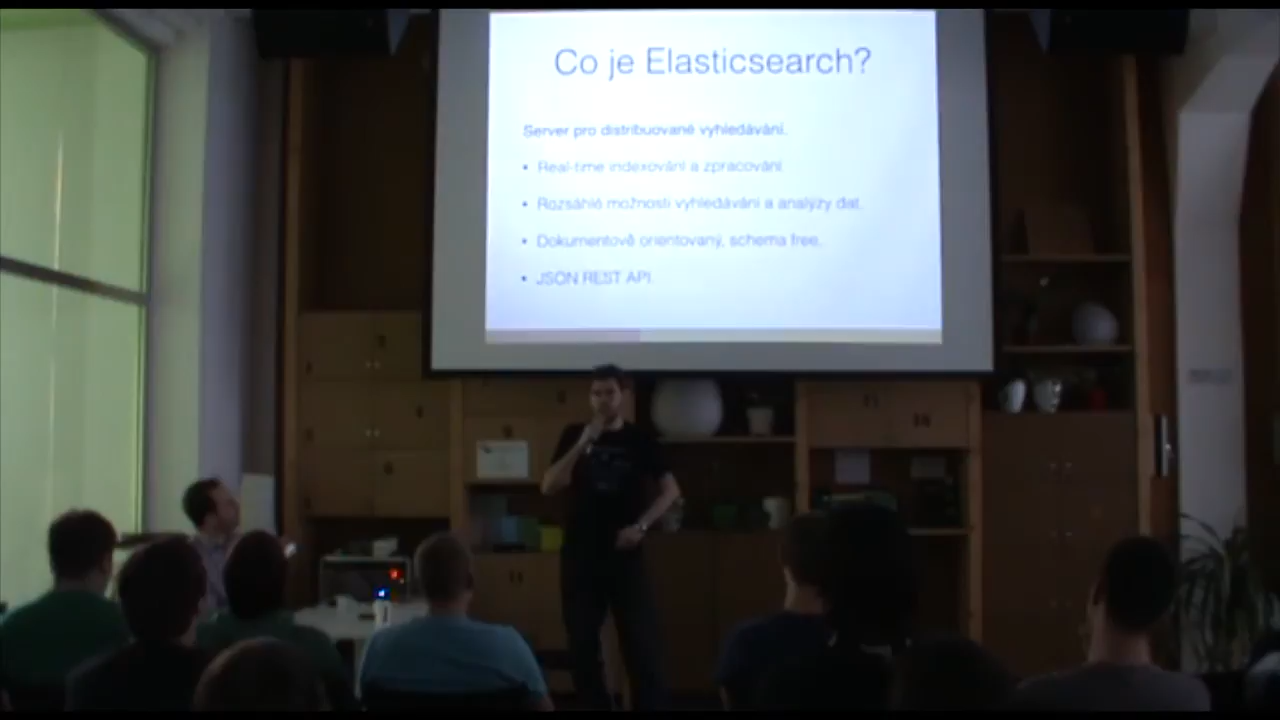 Co je Elasticsearch?
Server pro distribuované vyhledávání.
• Real-time indexování a zpracování
• Rozsáhlé možnosti vyhledávání a analýzy dat.
• Dokumentově orientovaný, schema free.
• JSON REST API.